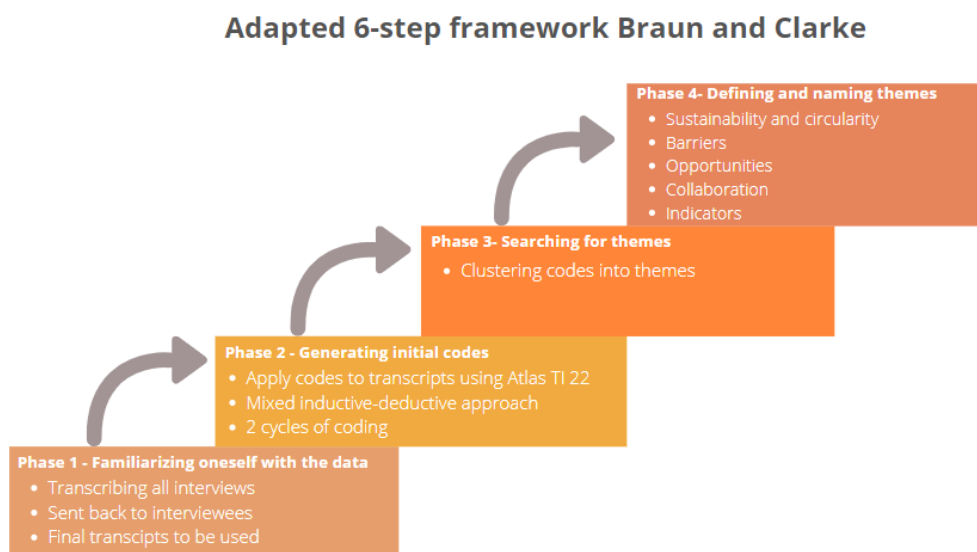 Adapted 6-step framework Braun and Clarke
Phase 4- Defining and naming themes
• Sustainability and circularity
• Barriers
• Opportunities
• Collaboration
• Indicators
Phase 3- Searching for themes
• Clustering codes into themes
Phase 2 - Generating initial codes
• Apply codes to transcripts using Atlas TI 22
• Mixed inductive-deductive approach
• 2 cycles of coding
Phase 1 - Familiarizing oneself with the data
• Transcribing all interviews
• Sent back to interviewees
• Final transcipts to be used